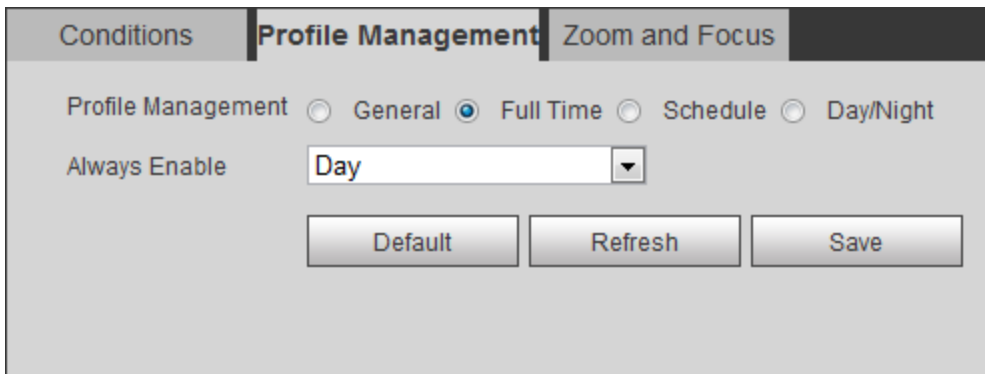 Conditions Profile Management Zoom and Focus
Profile Management General Full Time Schedule Day/Night
Always Enable Day
Default Refresh Save